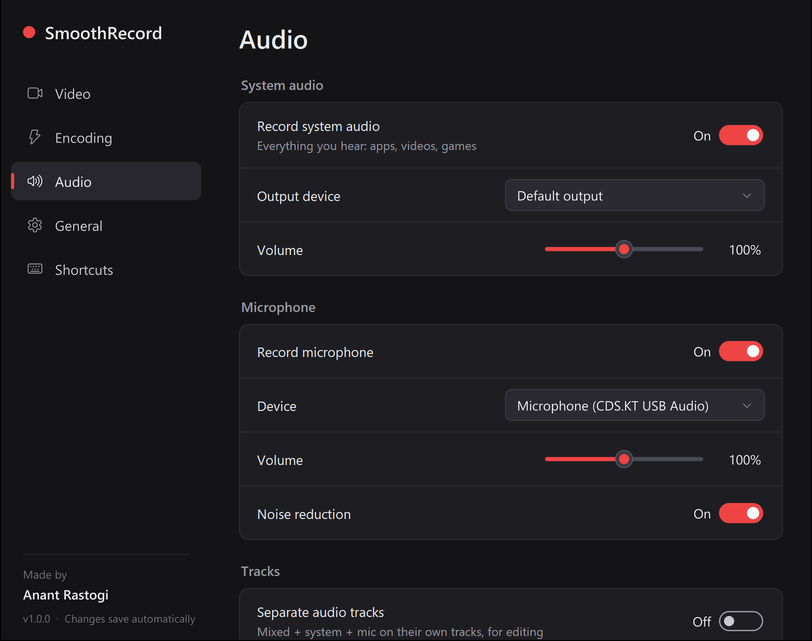 SmoothRecord
Video
Encoding
Audio
General
Shortcuts
Made by
Anant Rastogi
v1.0.0 · Changes save automatically
Audio
System audio
Record system audio
Everything you hear: apps, videos, games
On
Output device
Default output
Volume
100%
Microphone
Record microphone
On
Device
Microphone (CDS.KT USB Audio)
Volume
100%
Noise reduction
On
Tracks
Separate audio tracks
Mixed + system + mic on their own tracks, for editing
Off